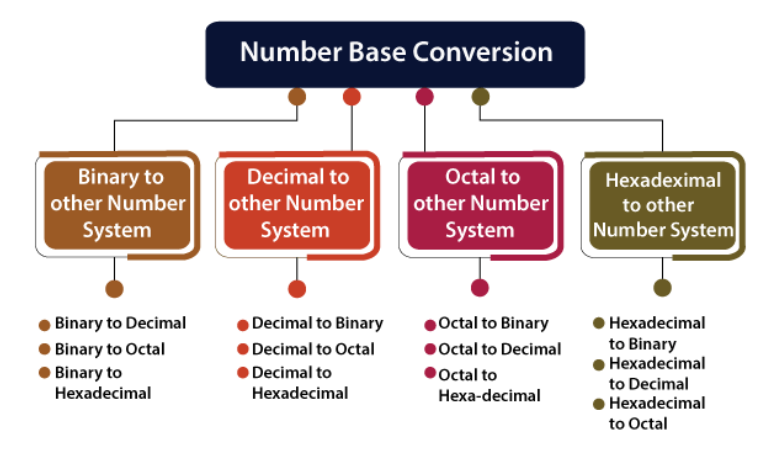 Number Base Conversion
Binary to
other Number
System
Decimal to
other Number
System
Octal to
other Number
System
Hexadeximal
to other
Number System
Binary to Decimal
Binary to Octal
Binary to
Hexadecimal
Decimal to Binary
Decimal to Octal
Decimal to
Hexadecimal
Octal to Binary
Octal to Decimal
Octal to
Hexa-decimal
Hexadecimal
to Binary
Hexadecimal
to Decimal
Hexadecimal
to Octal